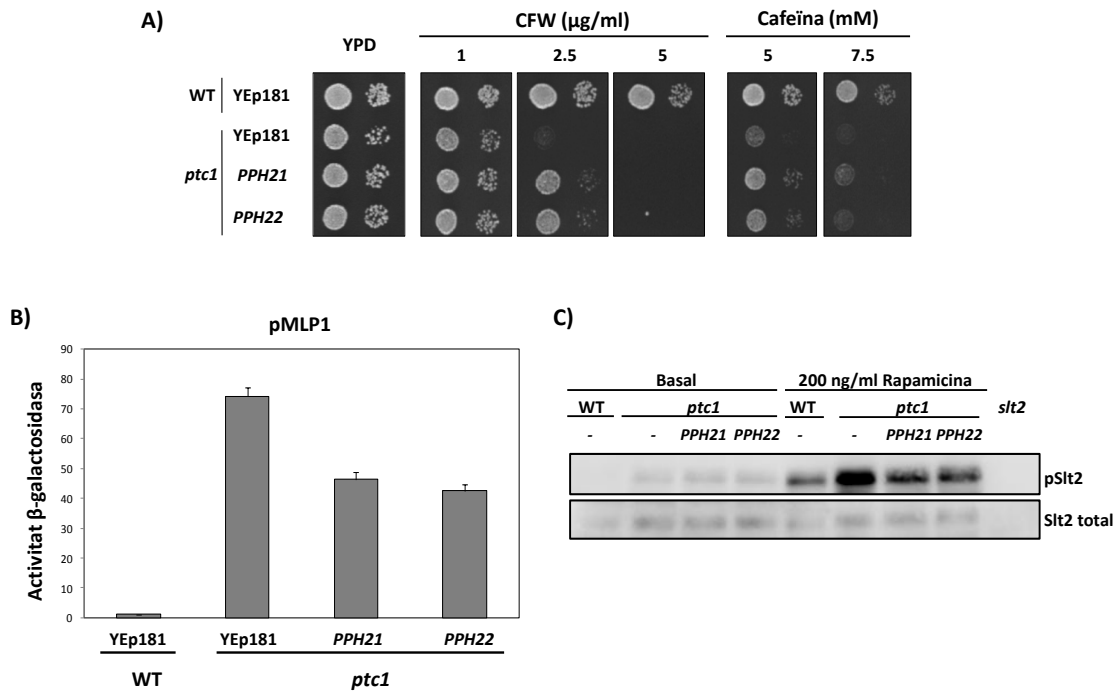 A)
CFW (µg/ml)
Cafeïna (mM)
YPD
1
2.5
5
5
7.5
WT
YEp181
ptc1
YEp181
PPH21
PPH22
B)
pMLP1
Activitat β-galactosidasa
90
80
70
60
50
40
30
20
10
0
YEp181
YEp181
PPH21
PPH22
WT
ptc1
C)
Basal
200 ng/ml Rapamicina
WT
ptc1
WT
ptc1
slt2
-
-
PPH21
PPH22
-
-
PPH21
PPH22
pSlt2
Slt2 total